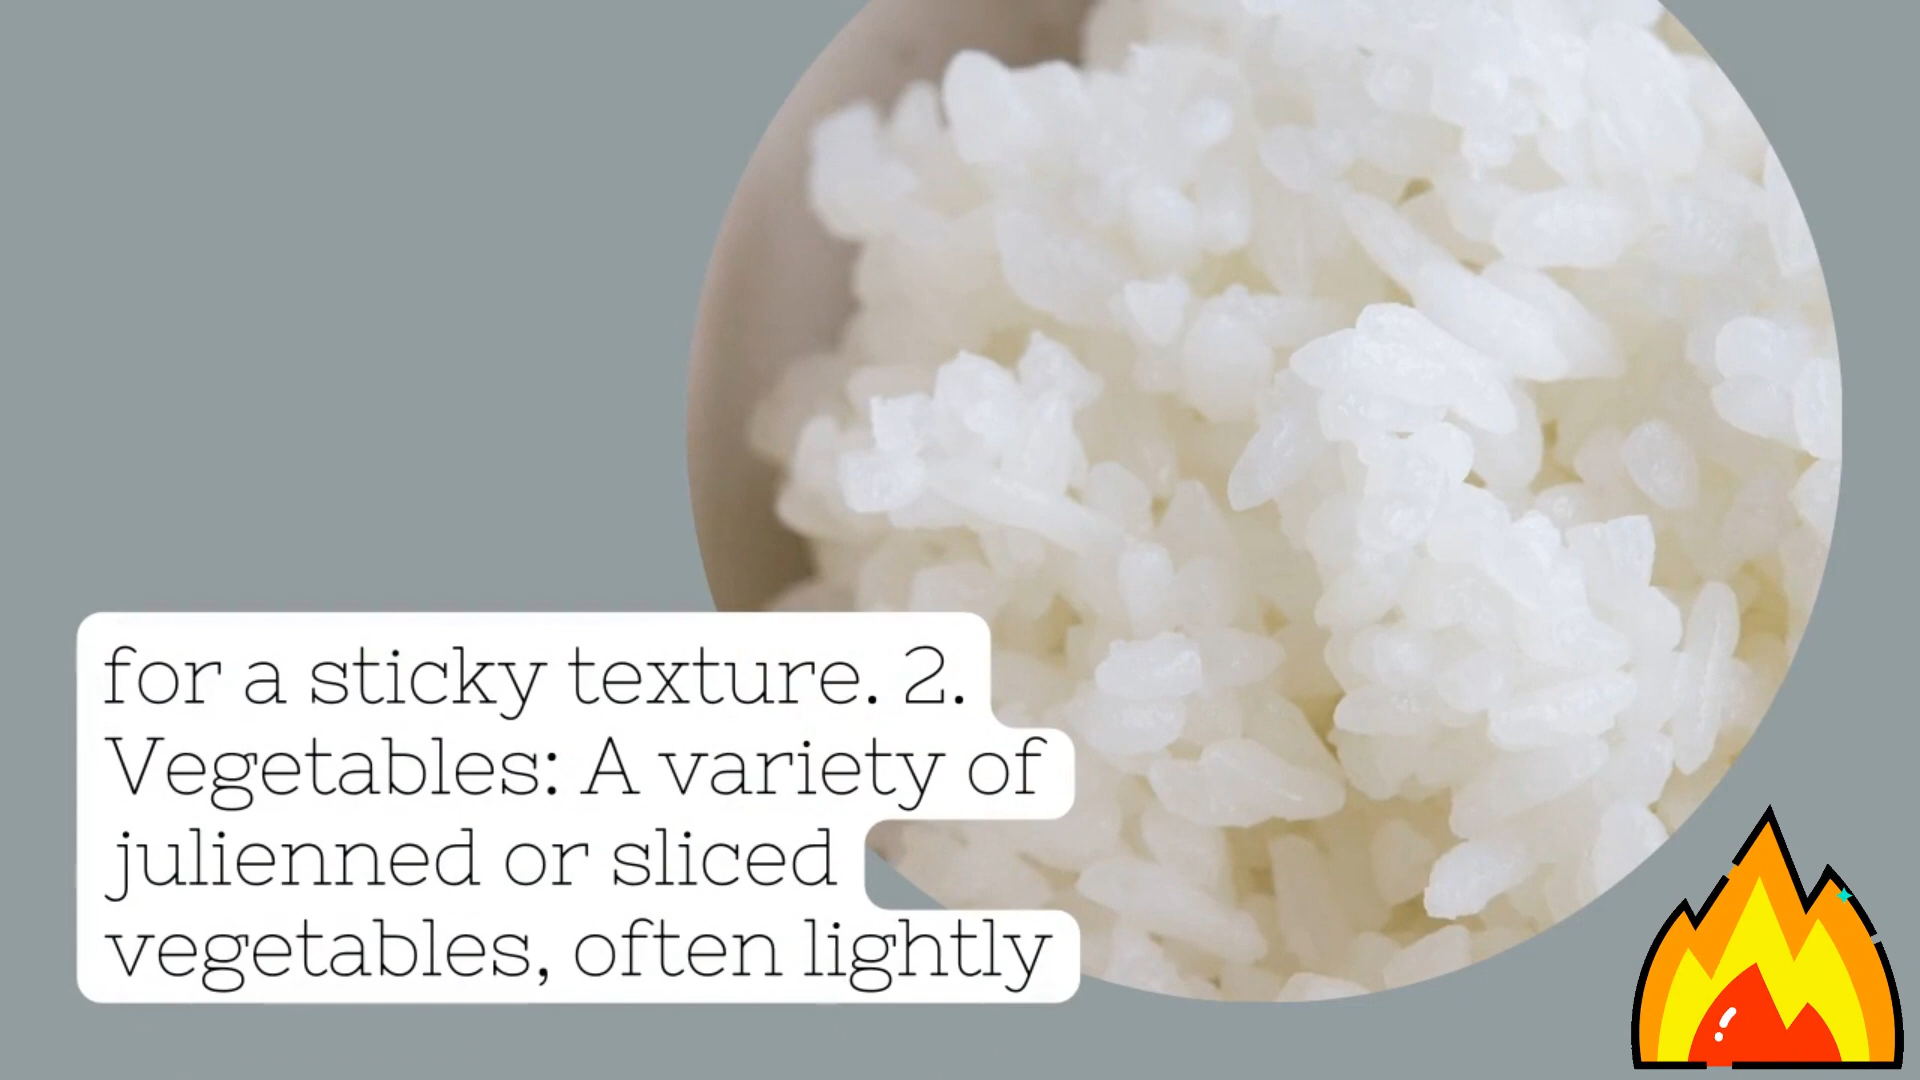 for a sticky texture. 2.
Vegetables: A variety of
julienned or sliced
vegetables, often lightly